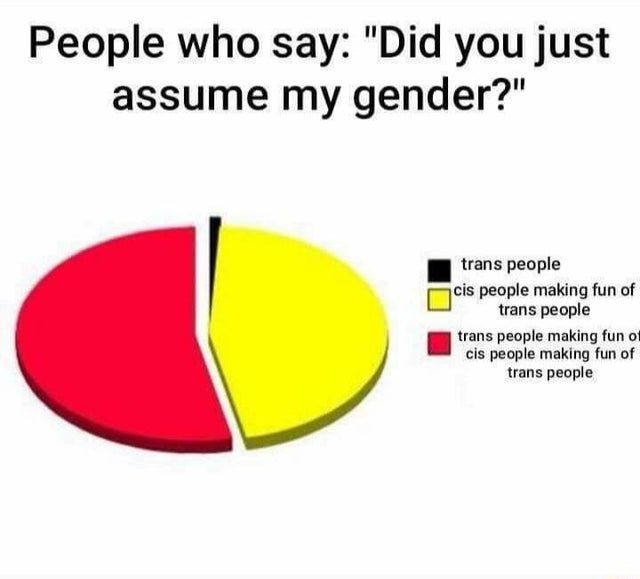 People who say: "Did you just
assume my gender?"
trans people
cis people making fun of
trans people
trans people making fun of
cis people making fun of
trans people